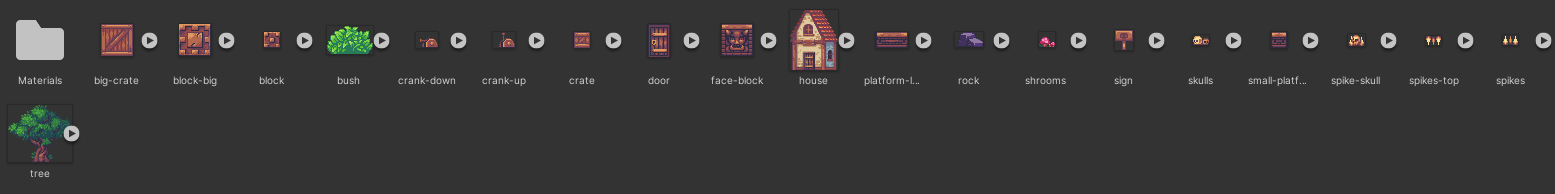 Materials big-crate block-big block bush crank-down crank-up crate door face-block house platform-l... rock shrooms sign skulls small-platf... spike-skull spikes-top spikes
tree